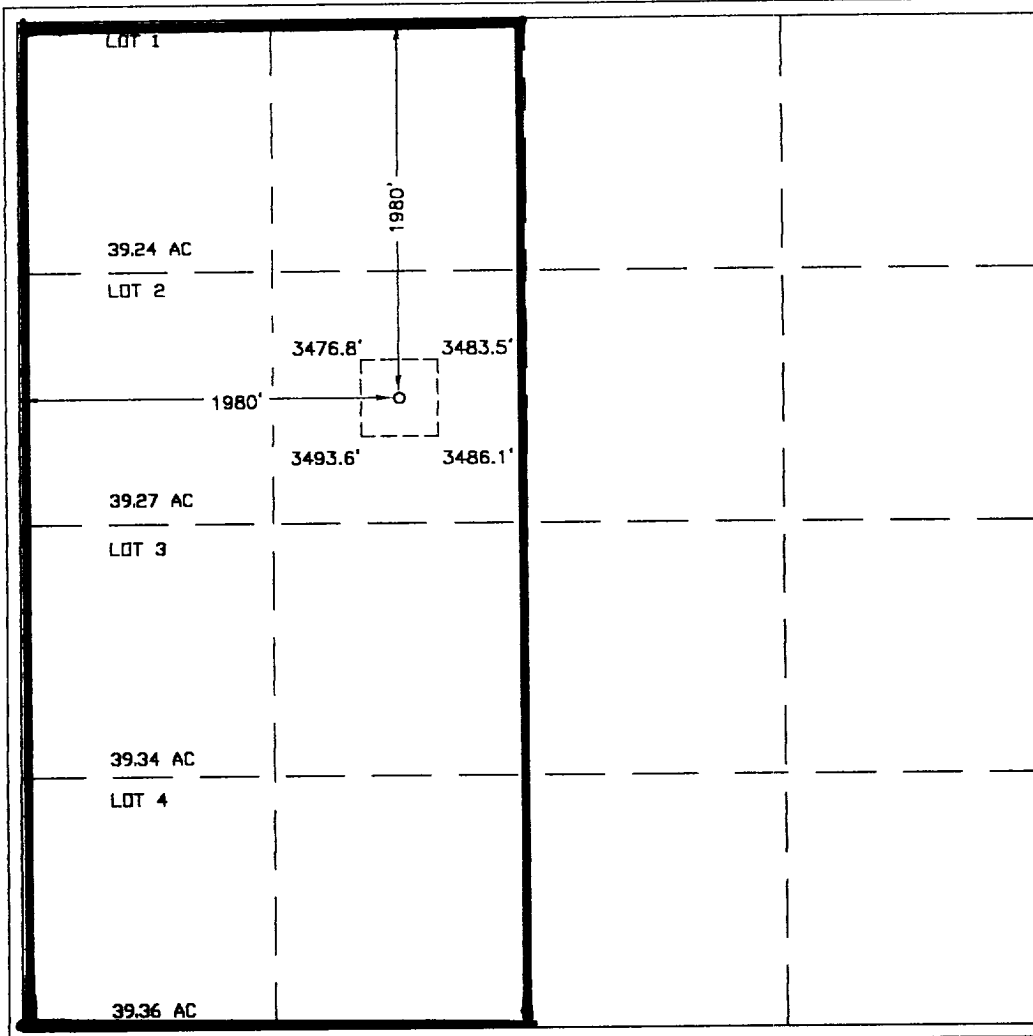 LOT 1
1980'
39.24 AC
LOT 2
3476.8' 3483.5'
1980'
3493.6' 3486.1'
39.27 AC
LOT 3
39.34 AC
LOT 4
39.36 AC